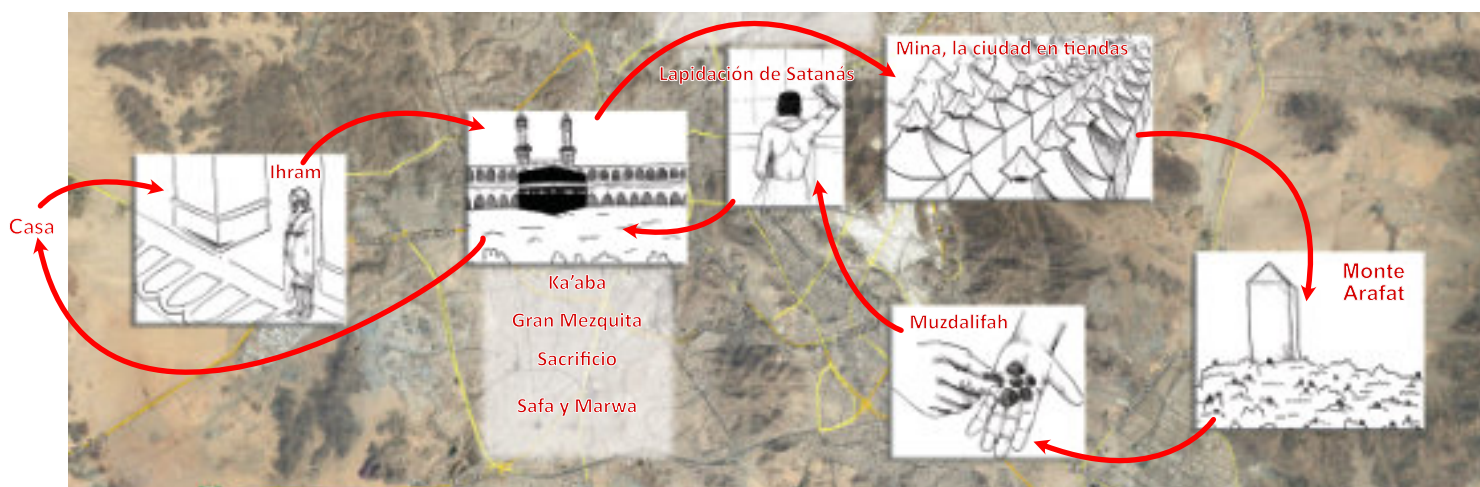 Casa
Ihram
Ka’aba
Gran Mezquita
Sacrificio
Safa y Marwa
Lapidación de Satanás
Mina, la ciudad en tiendas
Monte
Arafat
Muzdalifah